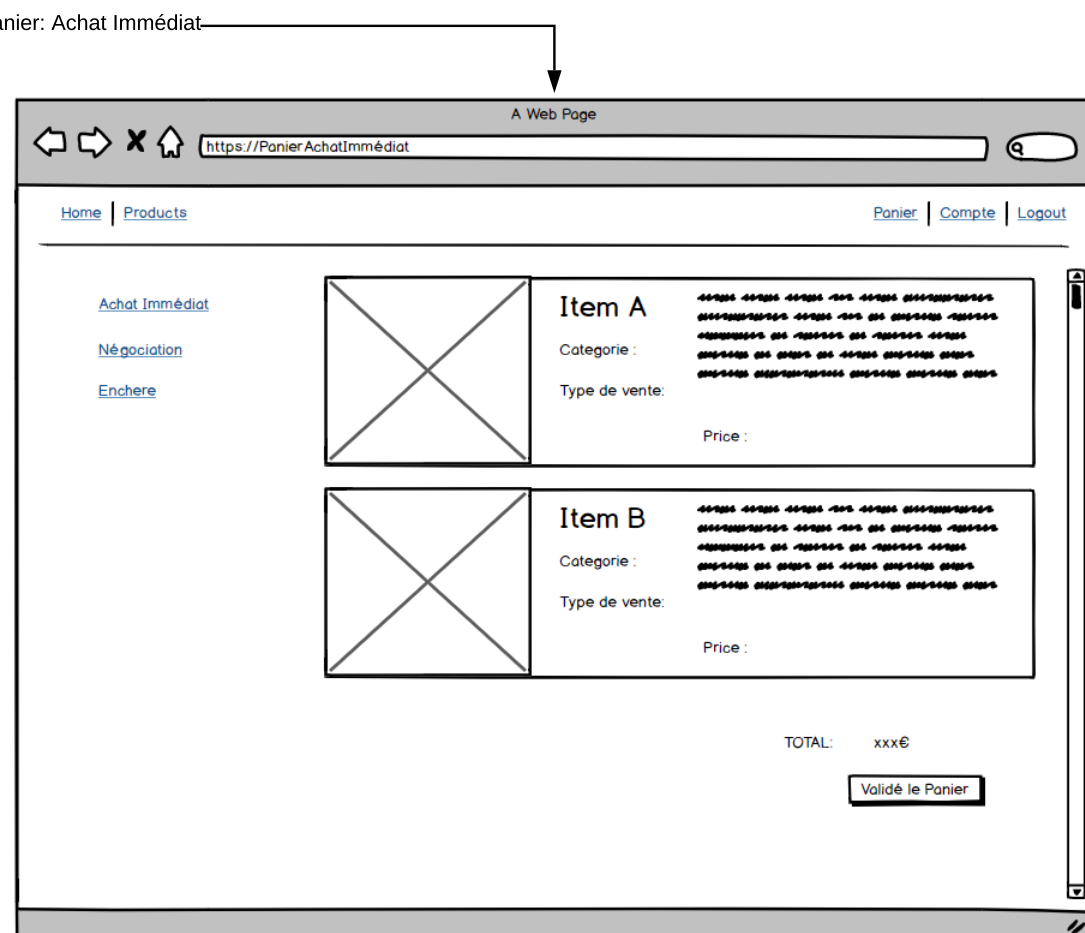 anier: Achat Immédiat
A Web Page
https://PanierAchatImmédiat
Home Products Panier Compte Logout
Achat Immédiat
Négociation
Enchere
Item A
Categorie :
Type de vente:
Price :
Item B
Categorie :
Type de vente:
Price :
TOTAL: xxx€
Validé le Panier